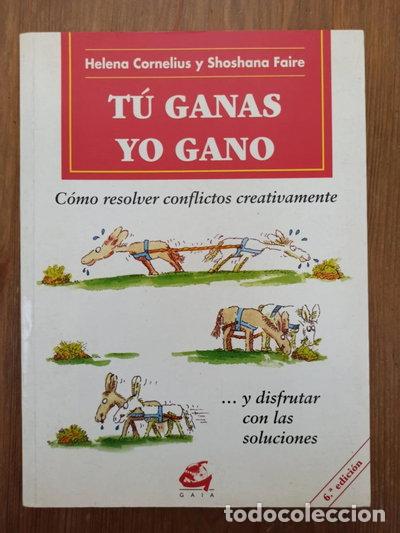 Helena Cornelius y Shoshana Faire
TÚ GANAS
YO GANO
Cómo resolver conflictos creativamente
... y disfrutar
con las
soluciones
6.ª edición
GAIA
todocoleccion.net